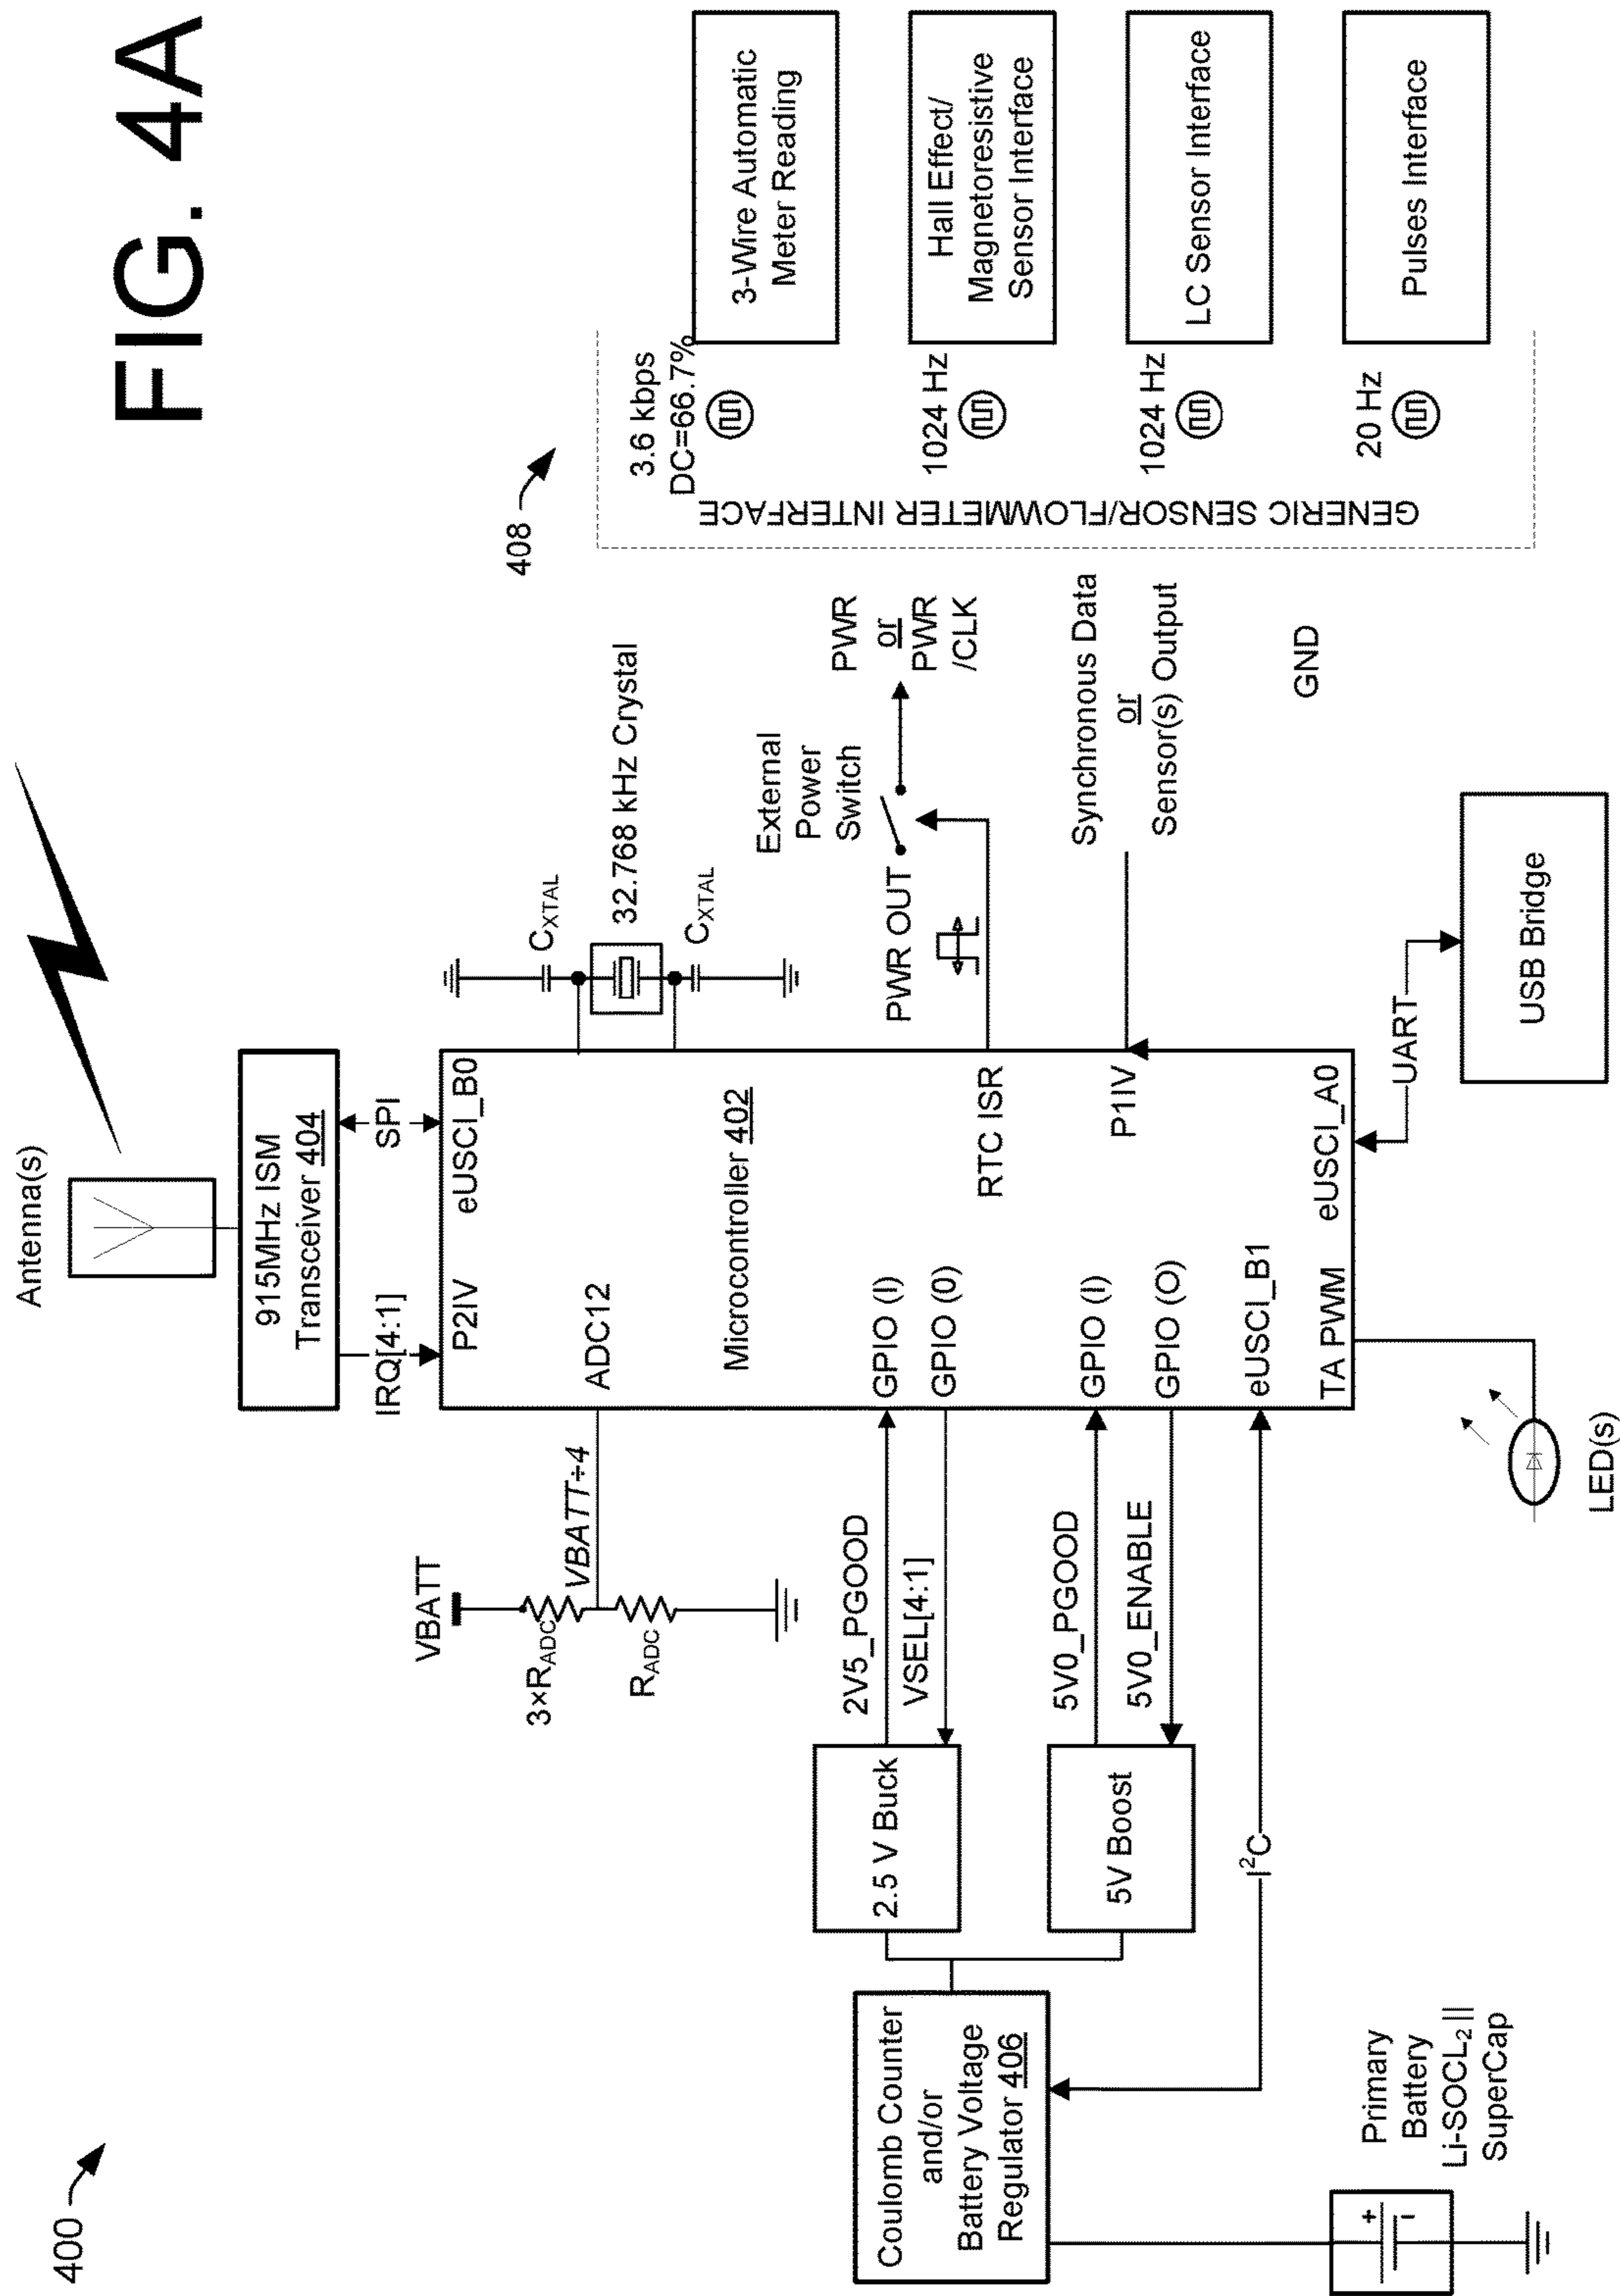 FIG. 4A
400
Antenna(s)
915MHz ISM
Transceiver 404
IRQ[4:1]
SPI
P2IV
eUSCI_B0
ADC12
Microcontroller 402
GPIO (I)
GPIO (0)
GPIO (I)
GPIO (O)
eUSCI_B1
TA PWM
RTC ISR
P1IV
eUSCI_A0
VBATT
3×R_ADC
R_ADC
VBATT÷4
2V5_PGOOD
VSEL[4:1]
5V0_PGOOD
5V0_ENABLE
2.5 V Buck
5V Boost
I²C
Coulomb Counter
and/or
Battery Voltage
Regulator 406
+
–
Primary
Battery
Li-SOCL₂ ||
SuperCap
LED(s)
C_XTAL
32.768 kHz Crystal
C_XTAL
External
Power
Switch
PWR OUT
PWR
or
PWR
/CLK
Synchronous Data
or
Sensor(s) Output
GND
UART
USB Bridge
408
GENERIC SENSOR/FLOWMETER INTERFACE
3.6 kbps
DC=66.7%
3-Wire Automatic
Meter Reading
1024 Hz
Hall Effect/
Magnetoresistive
Sensor Interface
1024 Hz
LC Sensor Interface
20 Hz
Pulses Interface